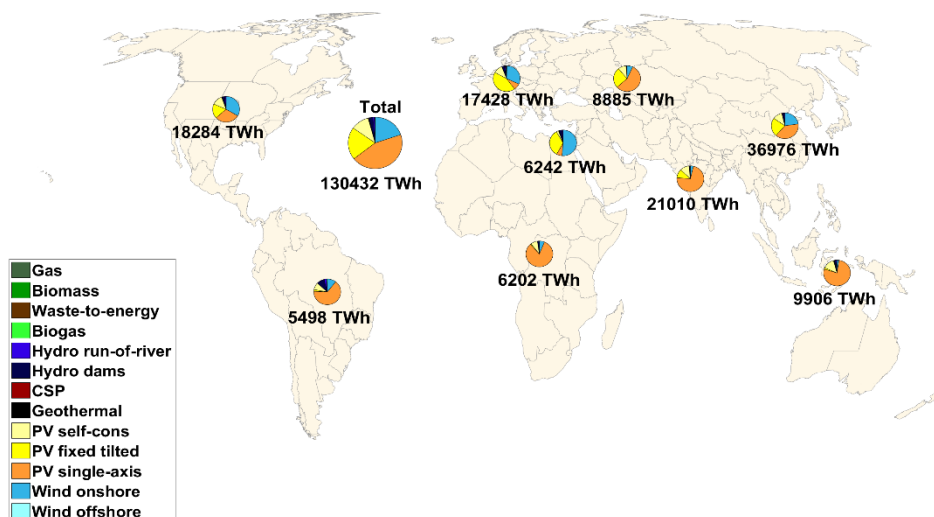 Total
130432 TWh
18284 TWh
17428 TWh
8885 TWh
36976 TWh
6242 TWh
21010 TWh
6202 TWh
9906 TWh
5498 TWh
Gas
Biomass
Waste-to-energy
Biogas
Hydro run-of-river
Hydro dams
CSP
Geothermal
PV self-cons
PV fixed tilted
PV single-axis
Wind onshore
Wind offshore